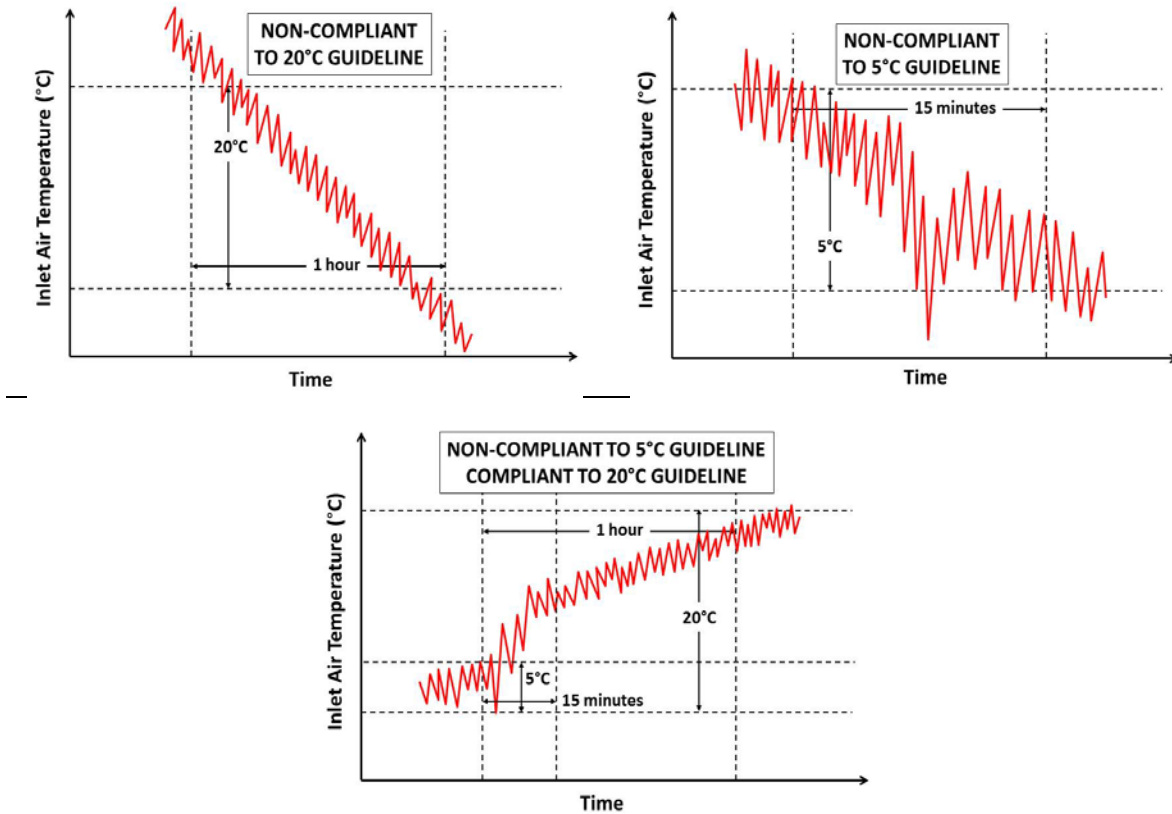 NON-COMPLIANT
TO 20°C GUIDELINE
Inlet Air Temperature (°C)
20°C
1 hour
Time
NON-COMPLIANT
TO 5°C GUIDELINE
Inlet Air Temperature (°C)
15 minutes
5°C
Time
NON-COMPLIANT TO 5°C GUIDELINE
COMPLIANT TO 20°C GUIDELINE
Inlet Air Temperature (°C)
1 hour
20°C
5°C
15 minutes
Time